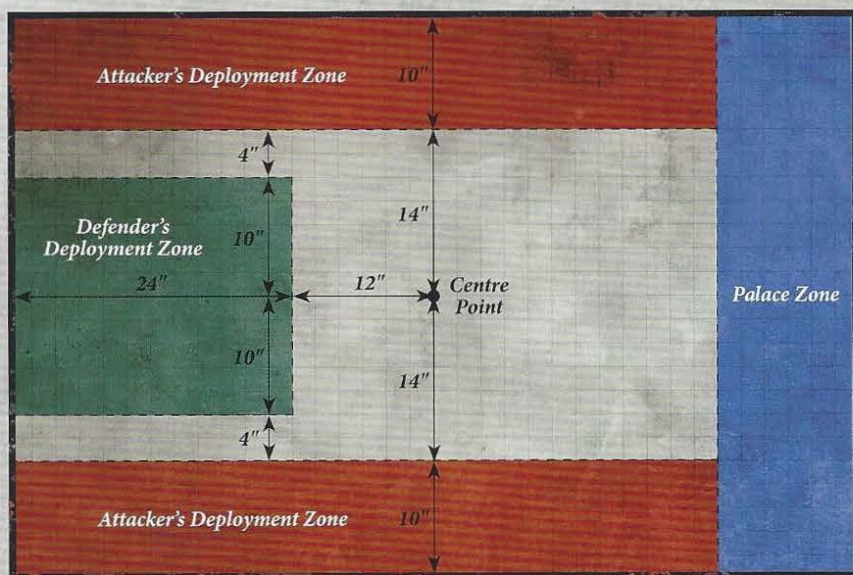 Attacker's Deployment Zone
10"
4"
14"
Defender's
Deployment Zone
10"
24"
12"
Centre
Point
Palace Zone
10"
14"
4"
Attacker's Deployment Zone
10"